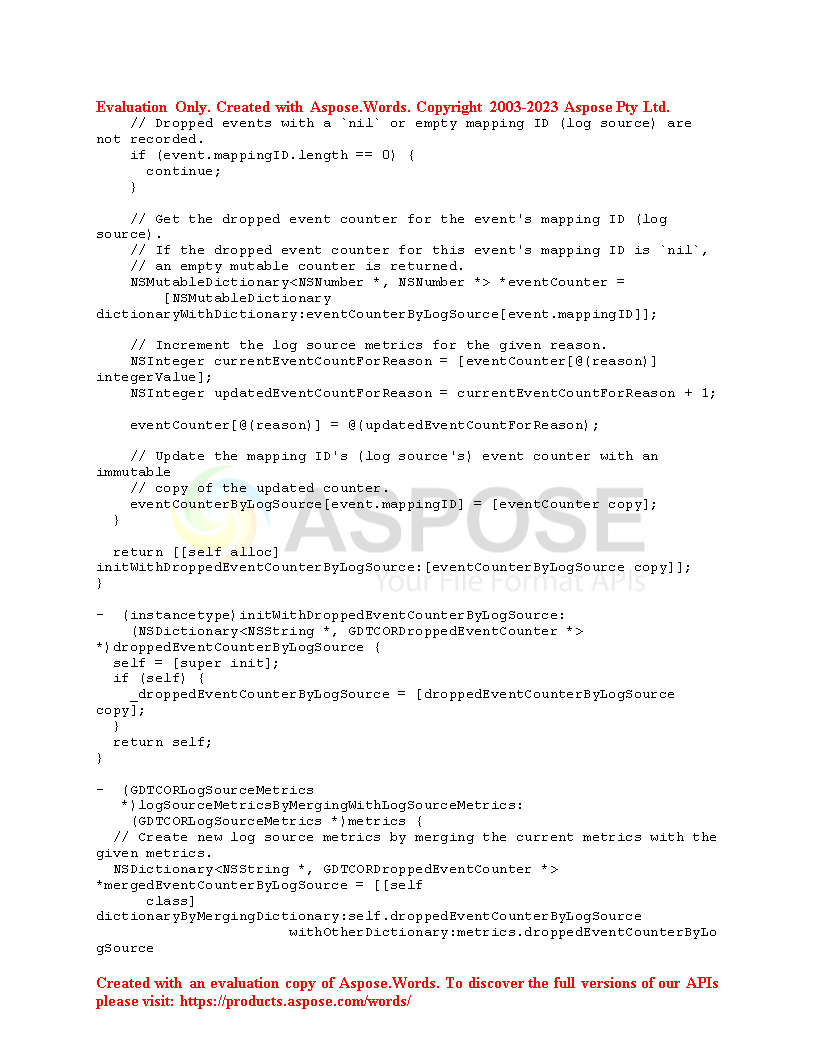 Evaluation Only. Created with Aspose.Words. Copyright 2003-2023 Aspose Pty Ltd.
    // Dropped events with a `nil` or empty mapping ID (log source) are
not recorded.
    if (event.mappingID.length == 0) {
      continue;
    }

    // Get the dropped event counter for the event's mapping ID (log
source).
    // If the dropped event counter for this event's mapping ID is `nil`,
    // an empty mutable counter is returned.
    NSMutableDictionary<NSNumber *, NSNumber *> *eventCounter =
        [NSMutableDictionary
dictionaryWithDictionary:eventCounterByLogSource[event.mappingID]];

    // Increment the log source metrics for the given reason.
    NSInteger currentEventCountForReason = [eventCounter[@(reason)]
integerValue];
    NSInteger updatedEventCountForReason = currentEventCountForReason + 1;

    eventCounter[@(reason)] = @(updatedEventCountForReason);

    // Update the mapping ID's (log source's) event counter with an
immutable
    // copy of the updated counter.
    eventCounterByLogSource[event.mappingID] = [eventCounter copy];
  }
ASPOSE
Your File Format APIs

  return [[self alloc]
initWithDroppedEventCounterByLogSource:[eventCounterByLogSource copy]];
}

-  (instancetype)initWithDroppedEventCounterByLogSource:
    (NSDictionary<NSString *, GDTCORDroppedEventCounter *>
*)droppedEventCounterByLogSource {
  self = [super init];
  if (self) {
    _droppedEventCounterByLogSource = [droppedEventCounterByLogSource
copy];
  }
  return self;
}

-  (GDTCORLogSourceMetrics
   *)logSourceMetricsByMergingWithLogSourceMetrics:
    (GDTCORLogSourceMetrics *)metrics {
  // Create new log source metrics by merging the current metrics with the
given metrics.
  NSDictionary<NSString *, GDTCORDroppedEventCounter *>
*mergedEventCounterByLogSource = [[self
      class]
dictionaryByMergingDictionary:self.droppedEventCounterByLogSource
                       withOtherDictionary:metrics.droppedEventCounterByLo
gSource

Created with an evaluation copy of Aspose.Words. To discover the full versions of our APIs
please visit: https://products.aspose.com/words/